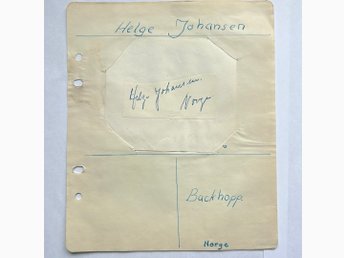 Helge Johansen
Helge Johansen.
Norge
Backhopp
Norge